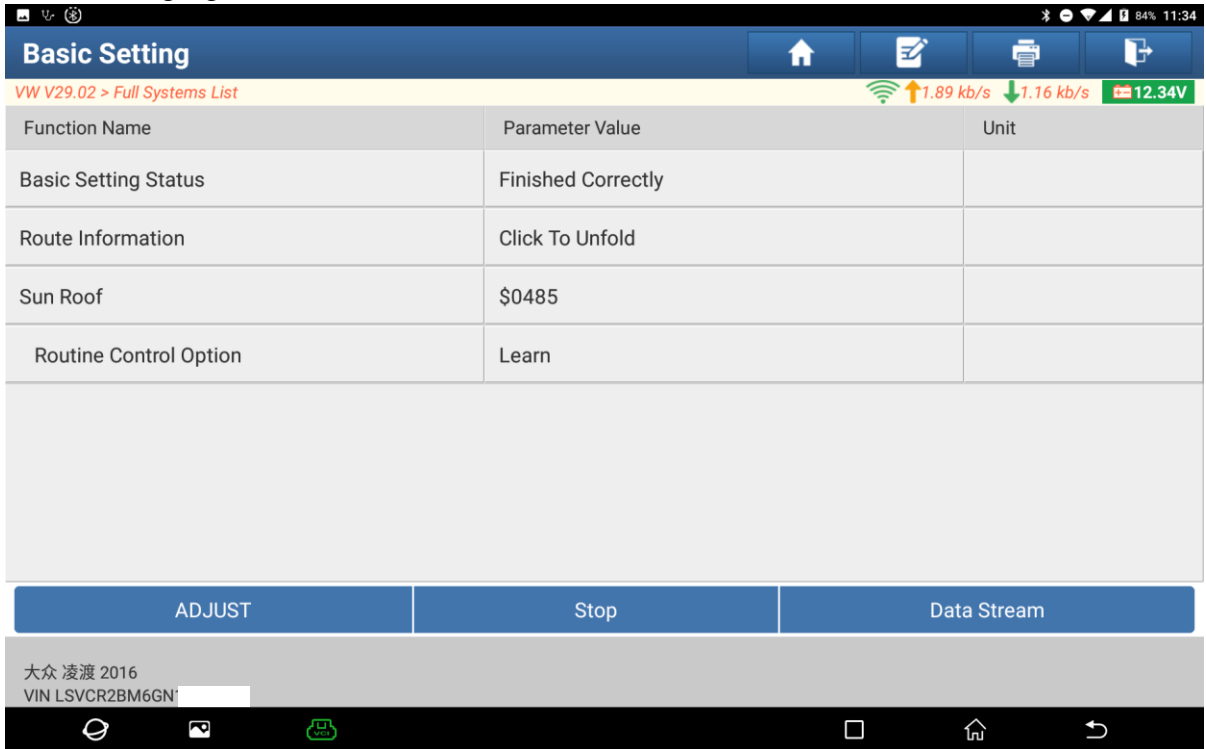 84% 11:34
Basic Setting
VW V29.02 > Full Systems List 1.89 kb/s 1.16 kb/s 12.34V
Function Name Parameter Value Unit
Basic Setting Status Finished Correctly
Route Information Click To Unfold
Sun Roof $0485
Routine Control Option Learn
ADJUST Stop Data Stream
大众 凌渡 2016
VIN LSVCR2BM6GN
VCI